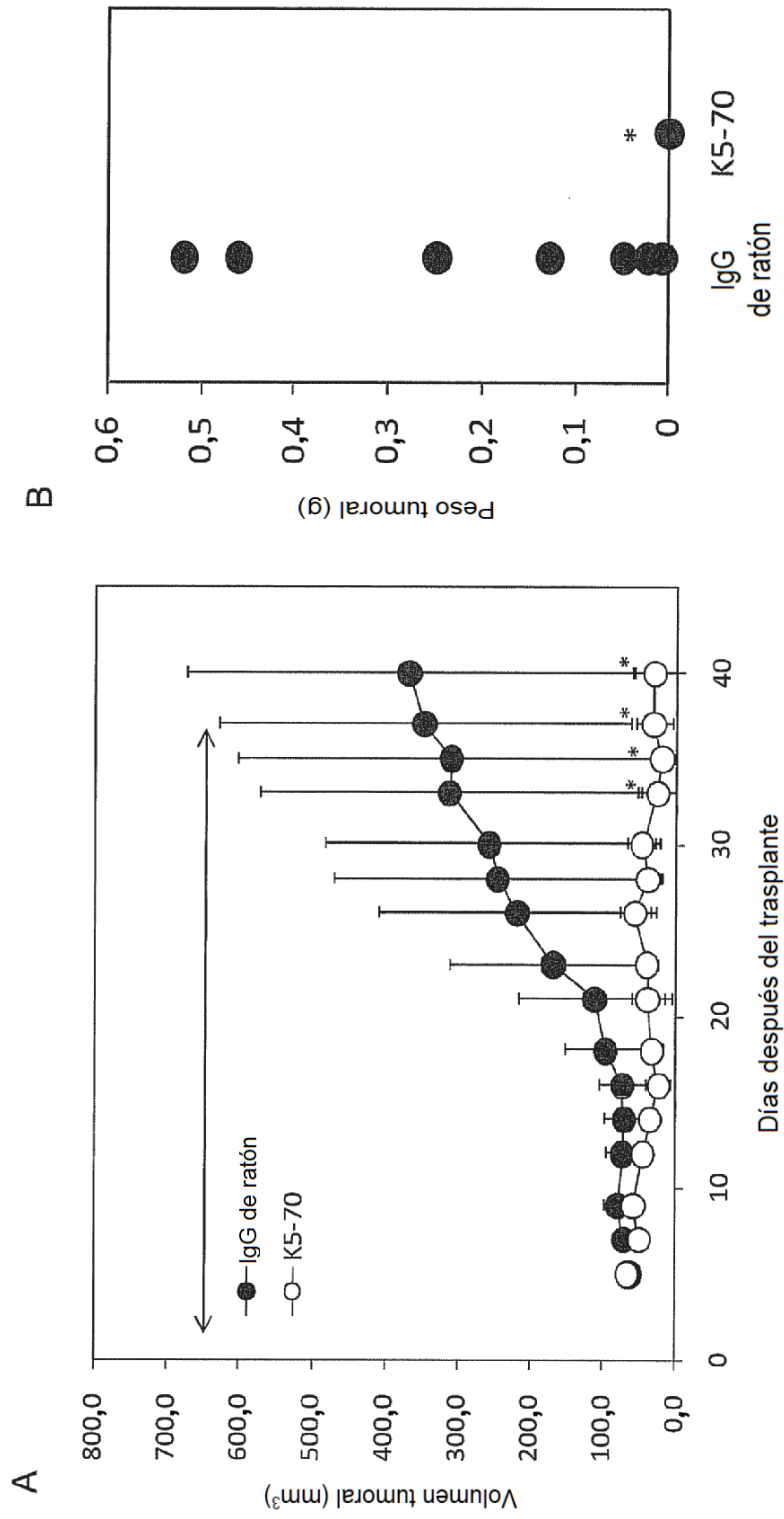 A
800,0
700,0
600,0
500,0
400,0
300,0
200,0
100,0
0,0
Volumen tumoral (mm³)
IgG de ratón
K5-70
*
*
*
*
0
10
20
30
40
Días después del trasplante
B
0,6
0,5
0,4
0,3
0,2
0,1
0
Peso tumoral (g)
*
IgG
de ratón
K5-70